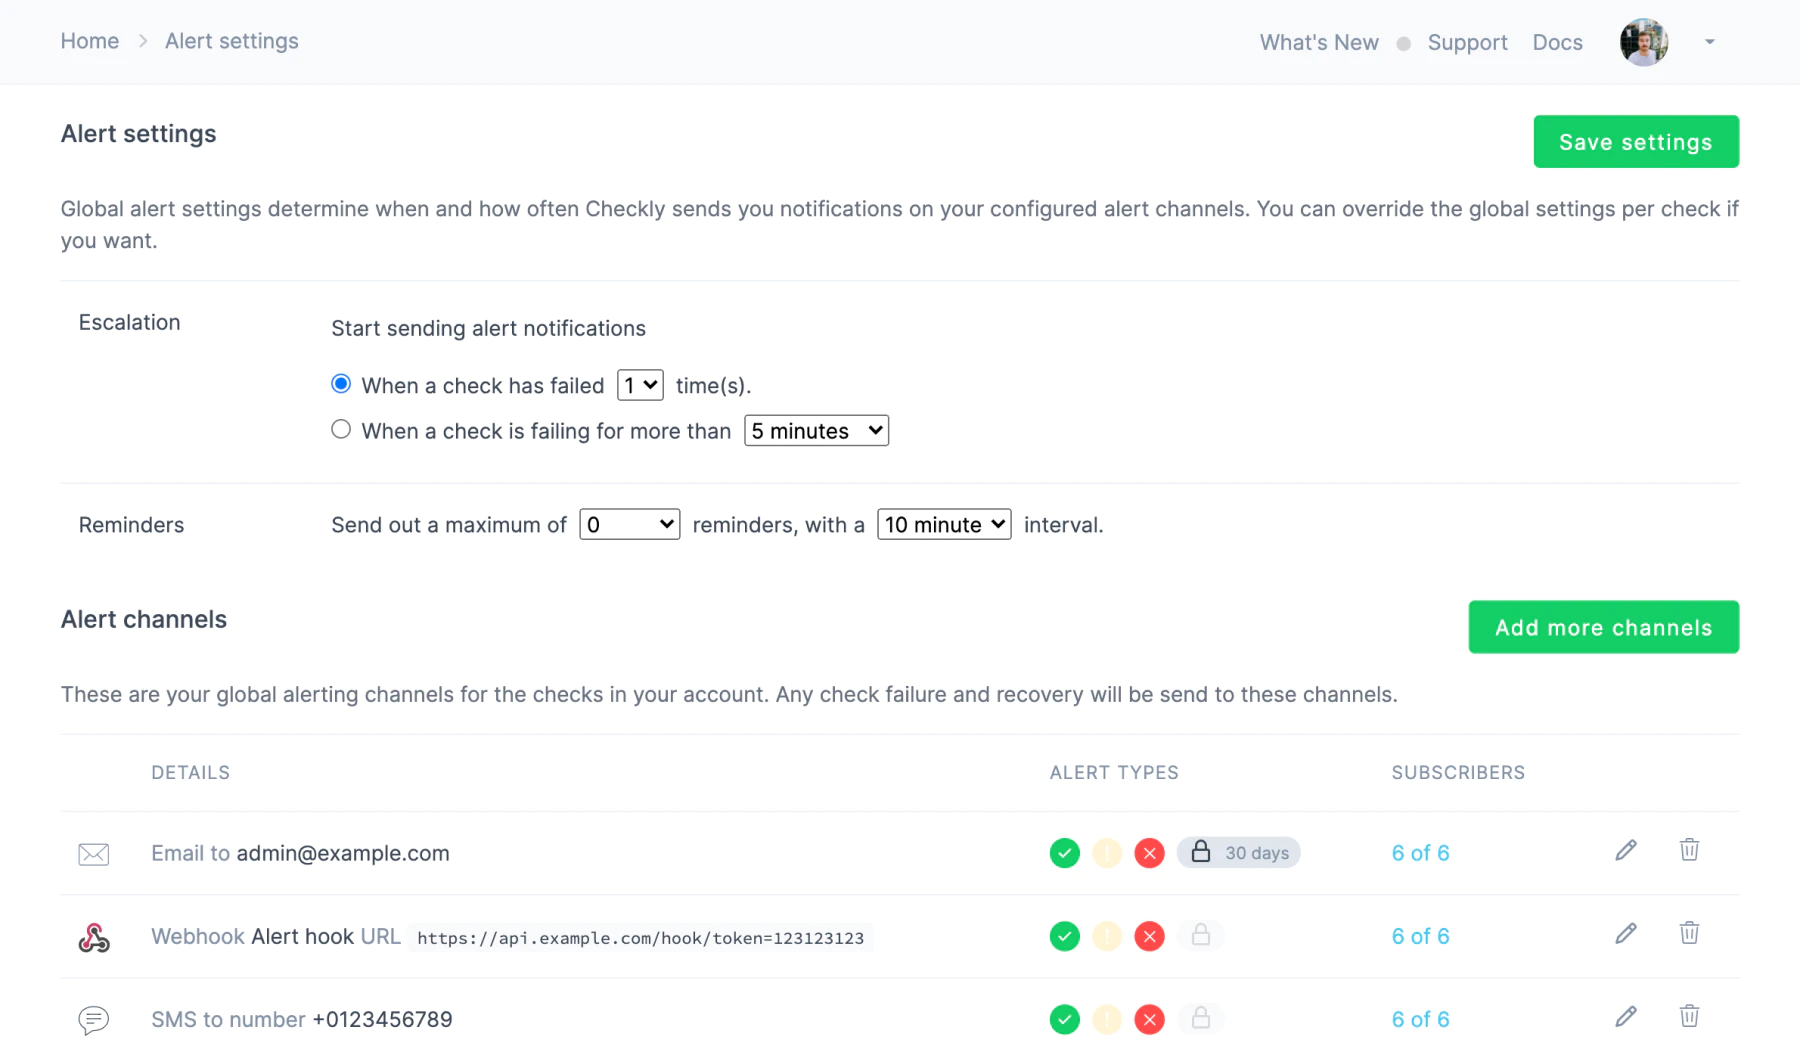 Home > Alert settings
What's New Support Docs
Alert settings
Save settings
Global alert settings determine when and how often Checkly sends you notifications on your configured alert channels. You can override the global settings per check if
you want.
Escalation
Start sending alert notifications
When a check has failed 1 time(s).
When a check is failing for more than 5 minutes
Reminders
Send out a maximum of 0 reminders, with a 10 minute interval.
Alert channels
Add more channels
These are your global alerting channels for the checks in your account. Any check failure and recovery will be send to these channels.
DETAILS ALERT TYPES SUBSCRIBERS
Email to admin@example.com 30 days 6 of 6
Webhook Alert hook URL https://api.example.com/hook/token=123123123 6 of 6
SMS to number +0123456789 6 of 6